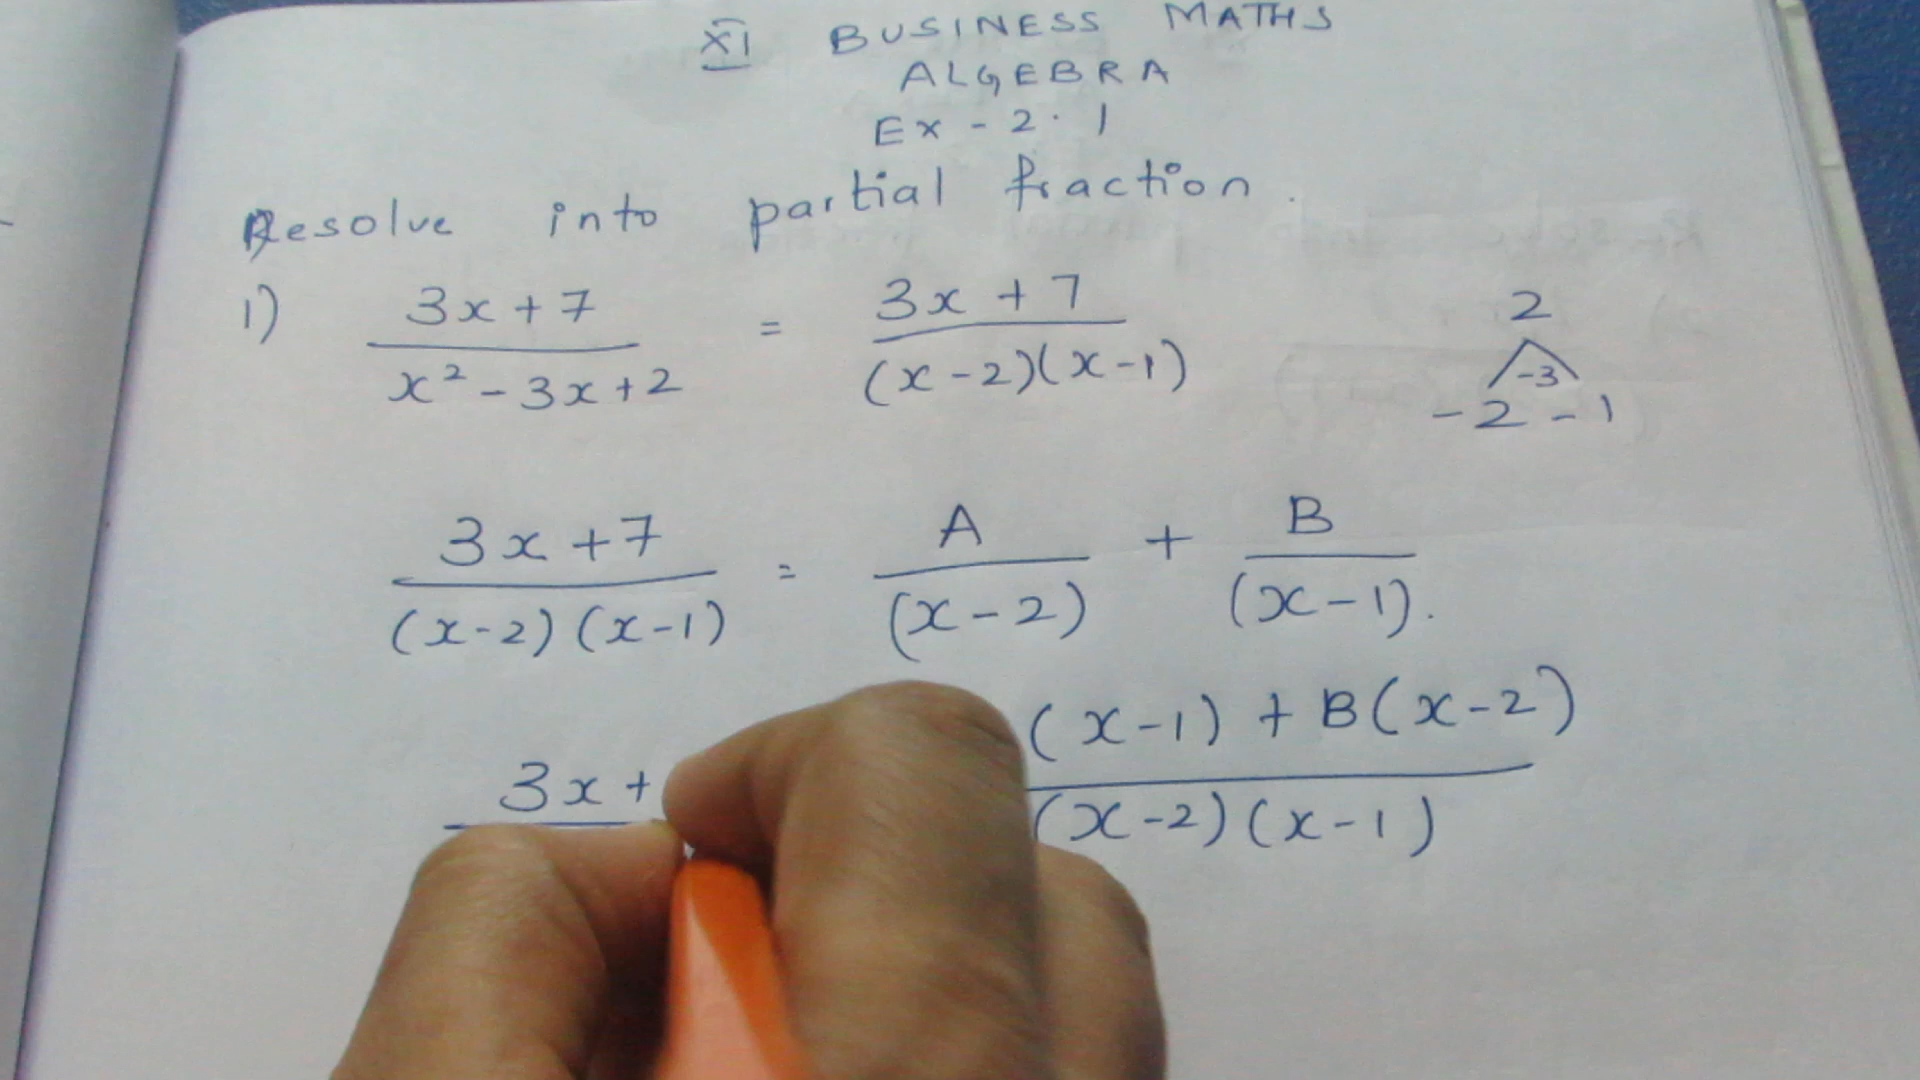 XI BUSINESS MATHS
ALGEBRA
Ex - 2.1
Resolve into partial fraction.
1) 3x + 7 / x² - 3x + 2 = 3x + 7 / (x - 2)(x - 1)
2
-3
-2 -1
3x + 7 / (x - 2)(x - 1) = A / (x - 2) + B / (x - 1).
3x + (x - 1) + B(x - 2) / (x - 2)(x - 1)